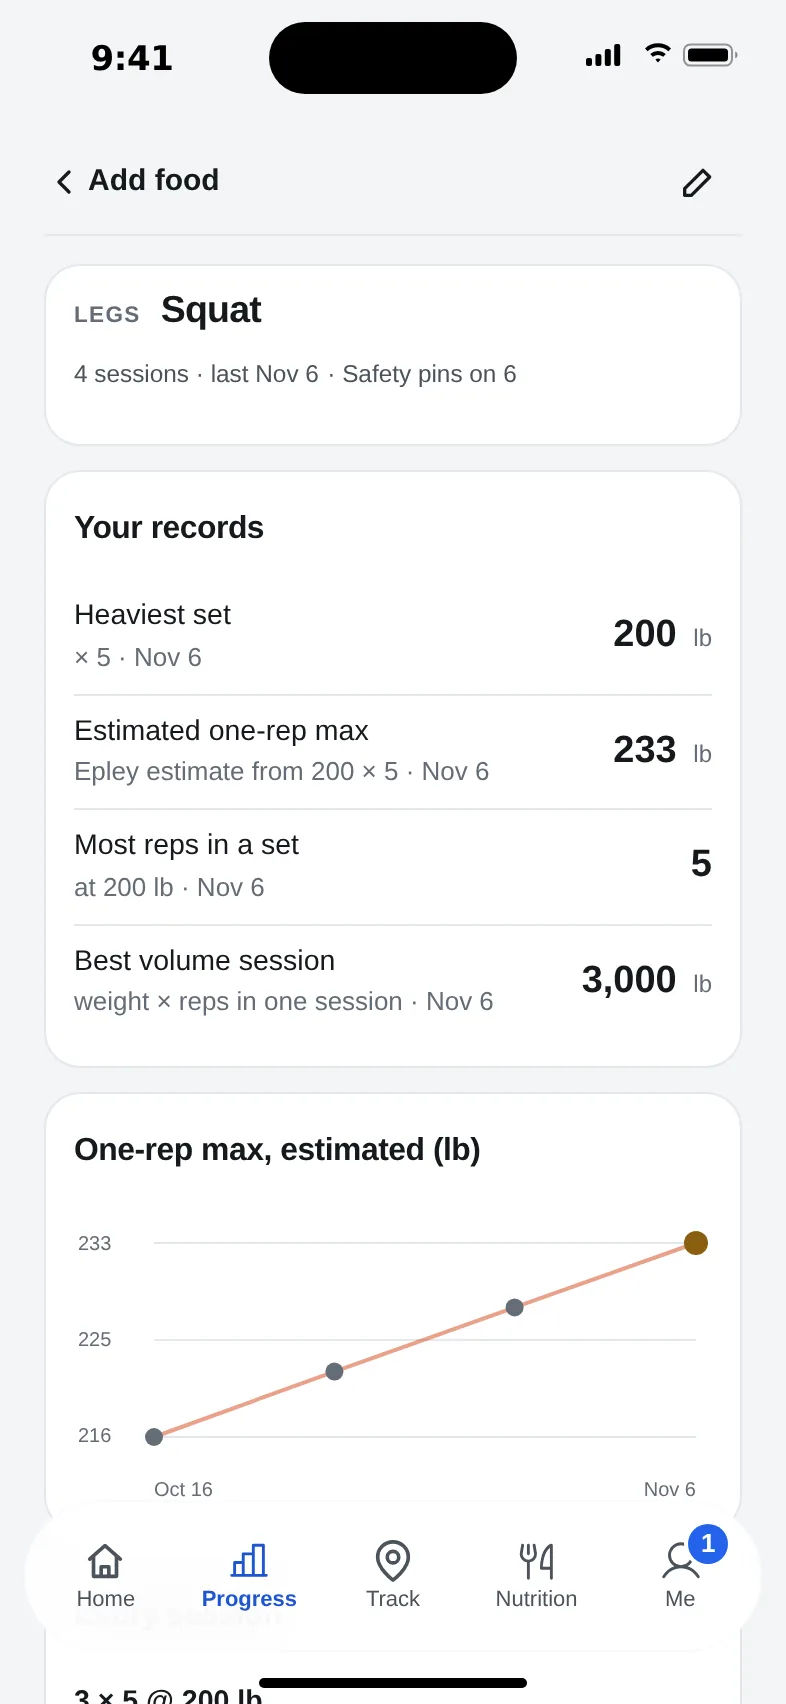 9:41
Add food
LEGS Squat
4 sessions · last Nov 6 · Safety pins on 6
Your records
Heaviest set
200 lb
× 5 · Nov 6
Estimated one-rep max
233 lb
Epley estimate from 200 × 5 · Nov 6
Most reps in a set
5
at 200 lb · Nov 6
Best volume session
3,000 lb
weight × reps in one session · Nov 6
One-rep max, estimated (lb)
233
225
216
Oct 16 Nov 6
1
Home Progress Track Nutrition Me
3 × 5 @ 200 lb